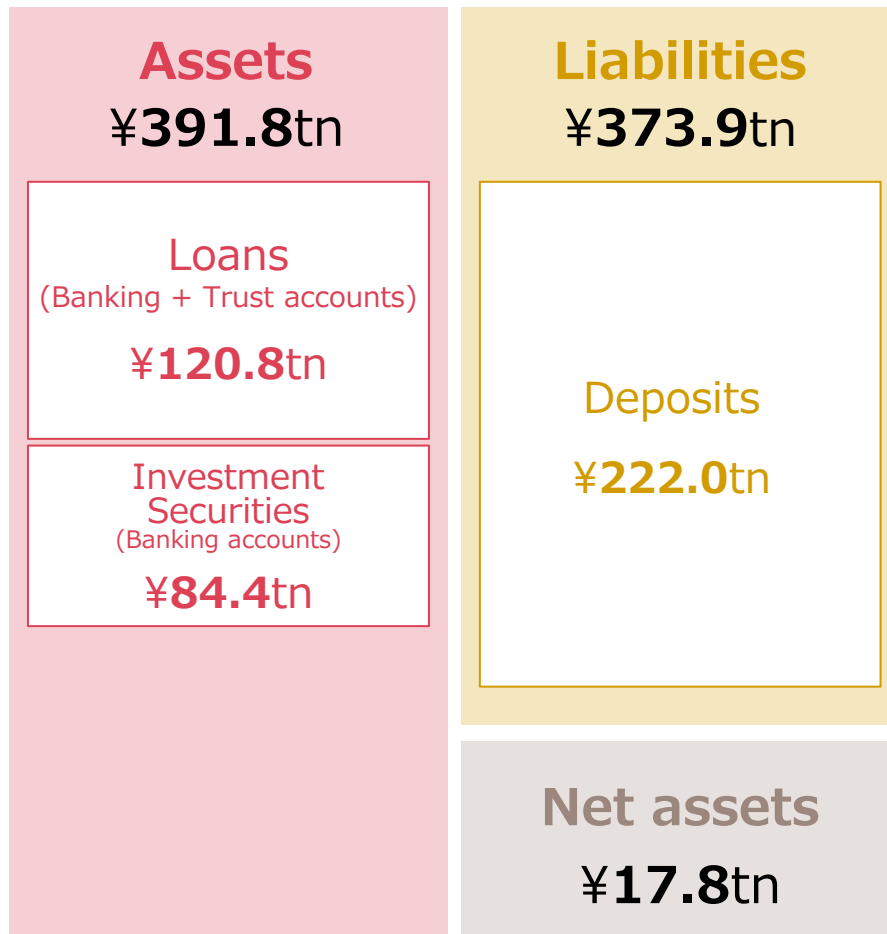 Assets
¥391.8tn
Loans
(Banking + Trust accounts)
¥120.8tn
Investment
Securities
(Banking accounts)
¥84.4tn
Liabilities
¥373.9tn
Deposits
¥222.0tn
Net assets
¥17.8tn